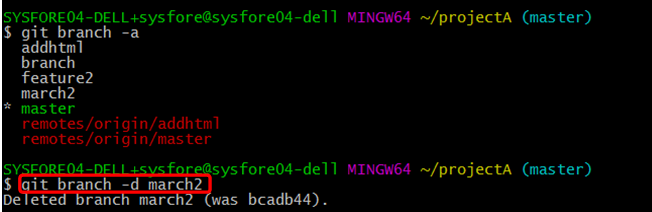 SYSFORE04-DELL+sysfore@sysfore04-dell MINGW64 ~/projectA (master)
$ git branch -a
addhtml
branch
feature2
march2
* master
remotes/origin/addhtml
remotes/origin/master
SYSFORE04-DELL+sysfore@sysfore04-dell MINGW64 ~/projectA (master)
$ git branch -d march2
Deleted branch march2 (was bcadb44).